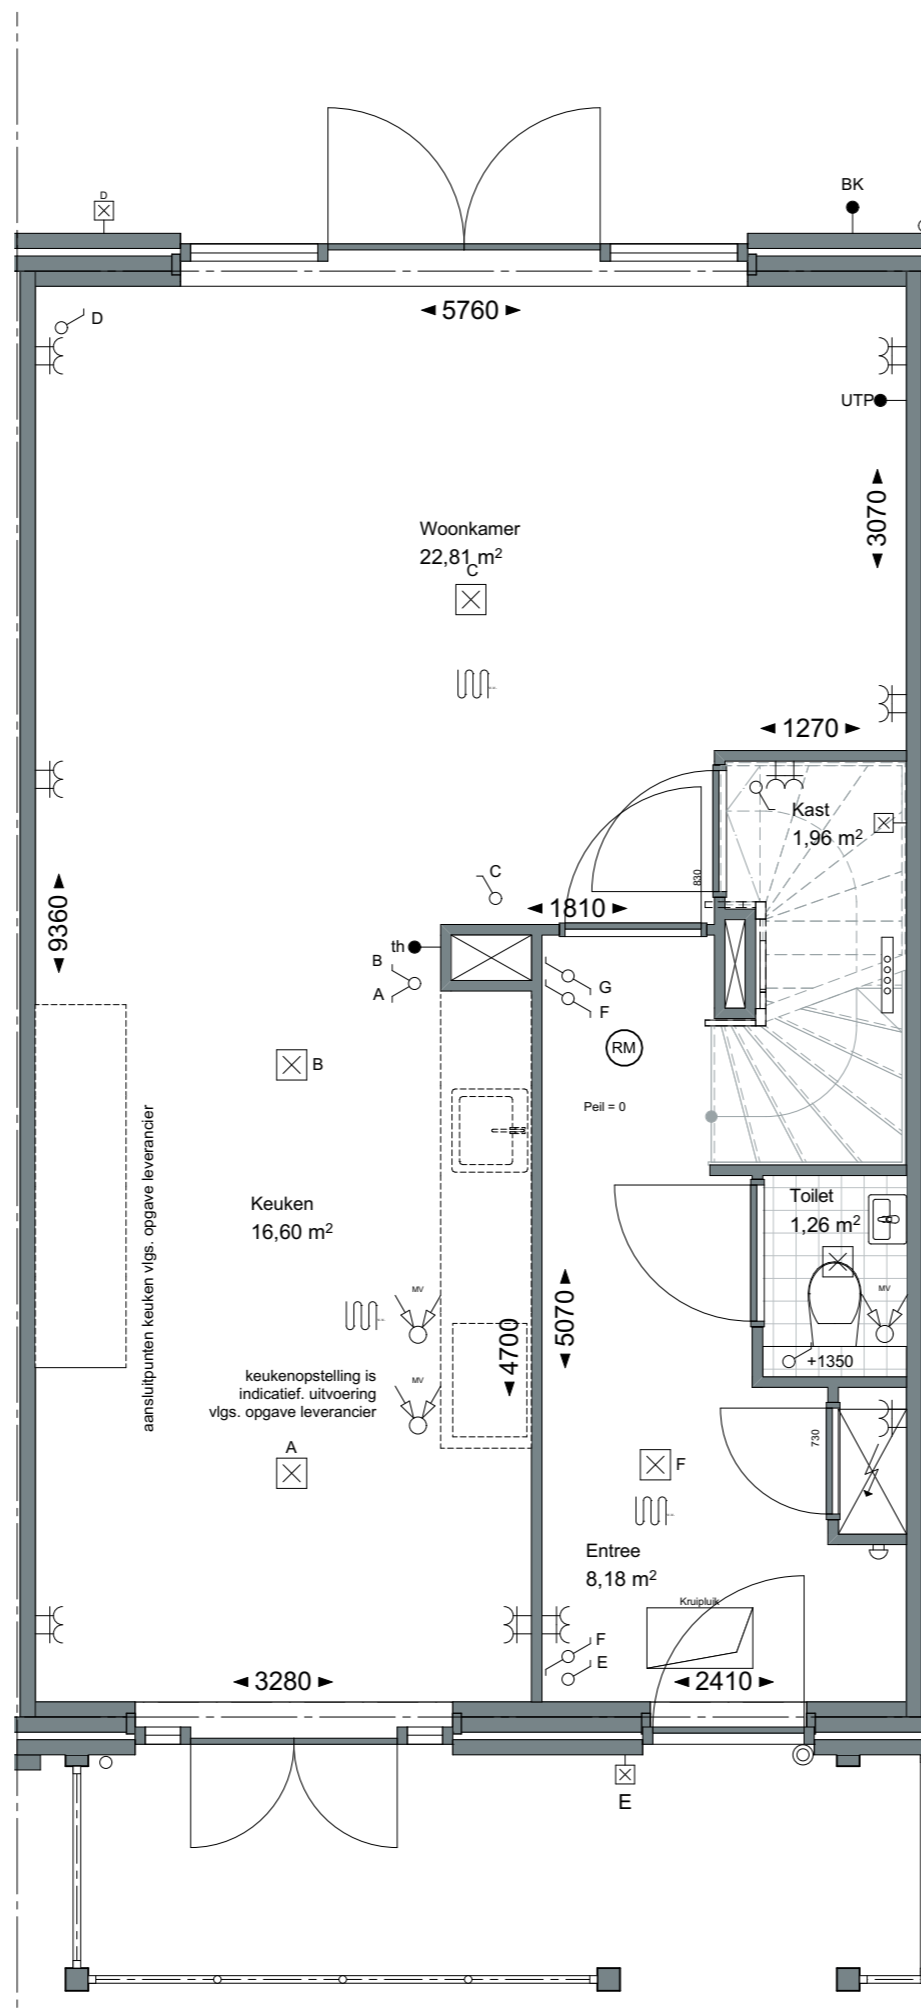 D
BK
5760
D
UTP
3070
Woonkamer
22,81 m²
C
1270
Kast
1,96 m²
830
C
1810
9360
th
B
A
G
F
RM
B
Peil = 0
aansluitpunten keuken vlgs. opgave leverancier
Keuken
16,60 m²
Toilet
1,26 m²
MV
MV
5070
4700
+1350
keukenopstelling is
indicatief. uitvoering
vlgs. opgave leverancier
MV
730
A
F
Entree
8,18 m²
Kruipluik
F
E
3280
2410
E